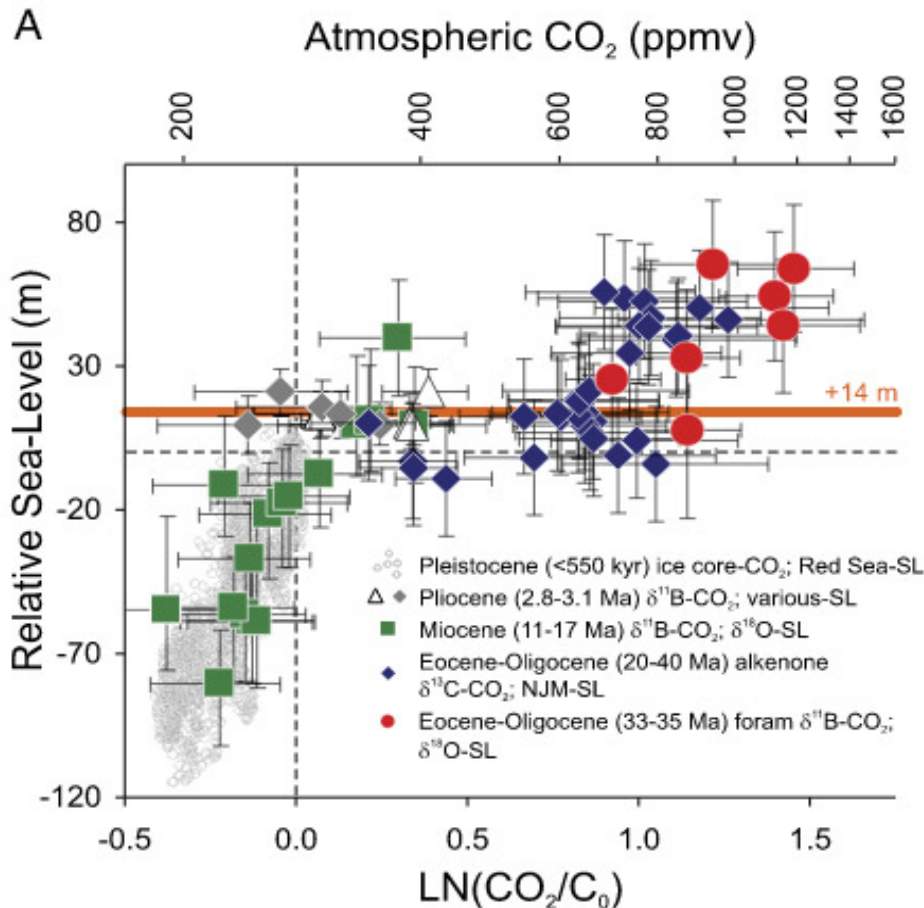 A
Atmospheric CO₂ (ppmv)
200
400
600
800
1000
1200
1400
1600
Relative Sea-Level (m)
80
30
-20
-70
-120
+14 m
Pleistocene (<550 kyr) ice core-CO₂; Red Sea-SL
Pliocene (2.8-3.1 Ma) δ¹¹B-CO₂; various-SL
Miocene (11-17 Ma) δ¹¹B-CO₂; δ¹⁸O-SL
Eocene-Oligocene (20-40 Ma) alkenone
δ¹³C-CO₂; NJM-SL
Eocene-Oligocene (33-35 Ma) foram δ¹¹B-CO₂;
δ¹⁸O-SL
-0.5
0.0
0.5
1.0
1.5
LN(CO₂/C₀)